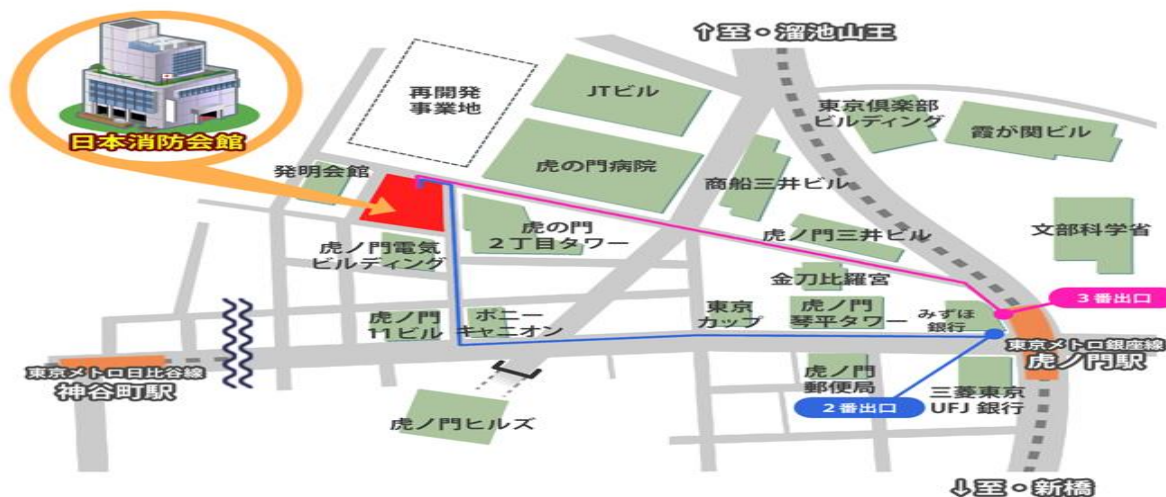 ↑至・溜池山王
日本消防会館
再開発
事業地
JTビル
東京倶楽部
ビルディング
霞が関ビル
発明会館
虎の門病院
商船三井ビル
虎の門
2丁目タワー
虎ノ門三井ビル
文部科学省
虎ノ門電気
ビルディング
金刀比羅宮
3番出口
虎ノ門
11ビル
ポニー
キャニオン
東京
カップ
虎ノ門
琴平タワー
みずほ
銀行
東京メトロ日比谷線
神谷町駅
東京メトロ銀座線
虎ノ門駅
虎ノ門
郵便局
2番出口
三菱東京
UFJ 銀行
虎ノ門ヒルズ
↓至・新橋